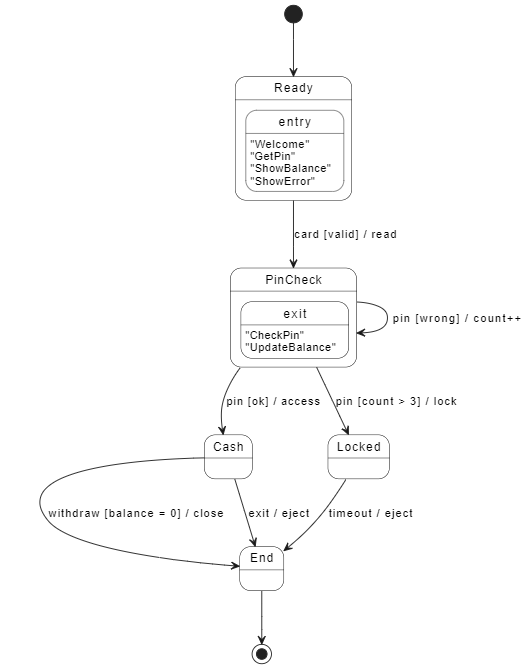 Ready
entry
"Welcome"
"GetPin"
"ShowBalance"
"ShowError"
card [valid] / read
PinCheck
exit
"CheckPin"
"UpdateBalance"
pin [wrong] / count++
pin [ok] / access
pin [count > 3] / lock
Cash
Locked
withdraw [balance = 0] / close
exit / eject
timeout / eject
End